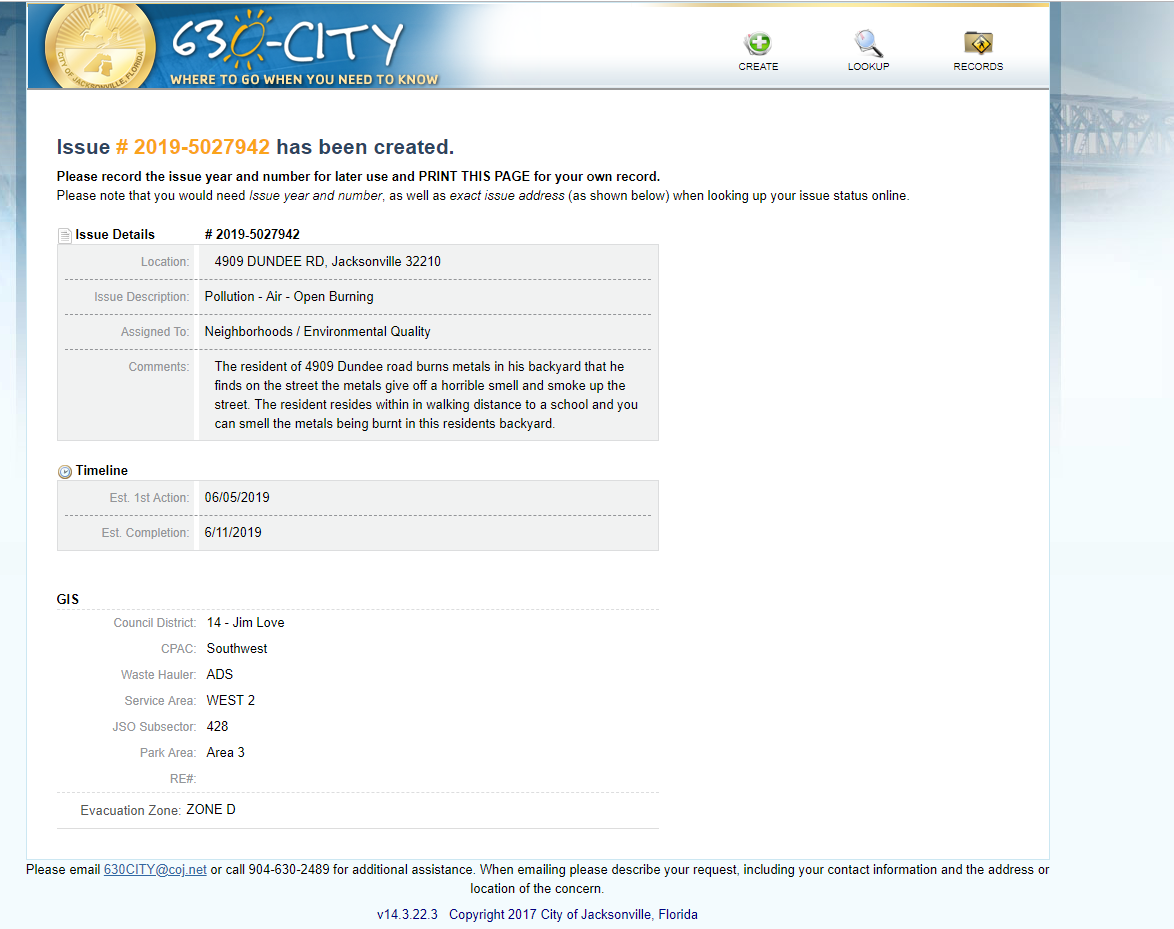 CITY OF JACKSONVILLE, FLORIDA
630-CITY
WHERE TO GO WHEN YOU NEED TO KNOW
CREATE
LOOKUP
RECORDS
Issue # 2019-5027942 has been created.
Please record the issue year and number for later use and PRINT THIS PAGE for your own record.
Please note that you would need Issue year and number, as well as exact issue address (as shown below) when looking up your issue status online.
Issue Details # 2019-5027942
Location: 4909 DUNDEE RD, Jacksonville 32210
Issue Description: Pollution - Air - Open Burning
Assigned To: Neighborhoods / Environmental Quality
Comments: The resident of 4909 Dundee road burns metals in his backyard that he
finds on the street the metals give off a horrible smell and smoke up the
street. The resident resides within in walking distance to a school and you
can smell the metals being burnt in this residents backyard.
Timeline
Est. 1st Action: 06/05/2019
Est. Completion: 6/11/2019
GIS
Council District: 14 - Jim Love
CPAC: Southwest
Waste Hauler: ADS
Service Area: WEST 2
JSO Subsector: 428
Park Area: Area 3
RE#:
Evacuation Zone: ZONE D
Please email 630CITY@coj.net or call 904-630-2489 for additional assistance. When emailing please describe your request, including your contact information and the address or
location of the concern.
v14.3.22.3 Copyright 2017 City of Jacksonville, Florida